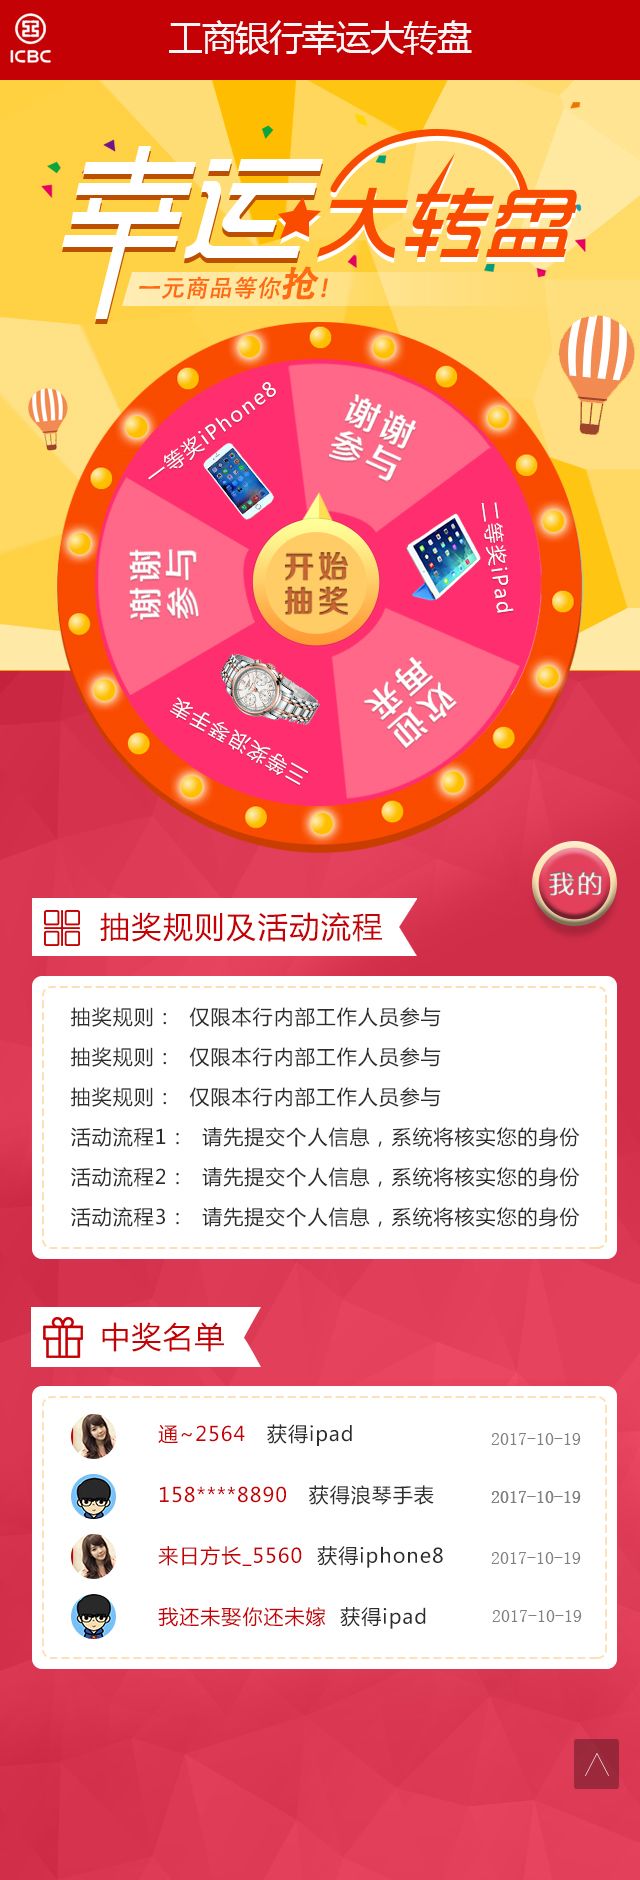 ICBC
工商银行幸运大转盘
幸运大转盘
一元商品等你抢!
一等奖iPhone8
谢谢
参与
二等奖iPad
欢迎
再来
三等奖浪琴手表
谢谢
参与
开始
抽奖
我的
抽奖规则及活动流程
抽奖规则： 仅限本行内部工作人员参与
抽奖规则： 仅限本行内部工作人员参与
抽奖规则： 仅限本行内部工作人员参与
活动流程1： 请先提交个人信息，系统将核实您的身份
活动流程2： 请先提交个人信息，系统将核实您的身份
活动流程3： 请先提交个人信息，系统将核实您的身份
中奖名单
通~2564 获得ipad 2017-10-19
158****8890 获得浪琴手表 2017-10-19
来日方长_5560 获得iphone8 2017-10-19
我还未娶你还未嫁 获得ipad 2017-10-19